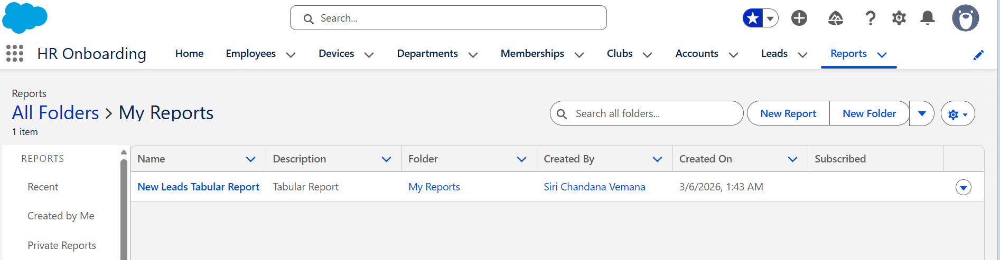 Search...
HR Onboarding Home Employees Devices Departments Memberships Clubs Accounts Leads Reports
Reports
All Folders > My Reports
1 item
Search all folders...
New Report New Folder
REPORTS
Recent
Created by Me
Private Reports
Name Description Folder Created By Created On Subscribed
New Leads Tabular Report Tabular Report My Reports Siri Chandana Vemana 3/6/2026, 1:43 AM